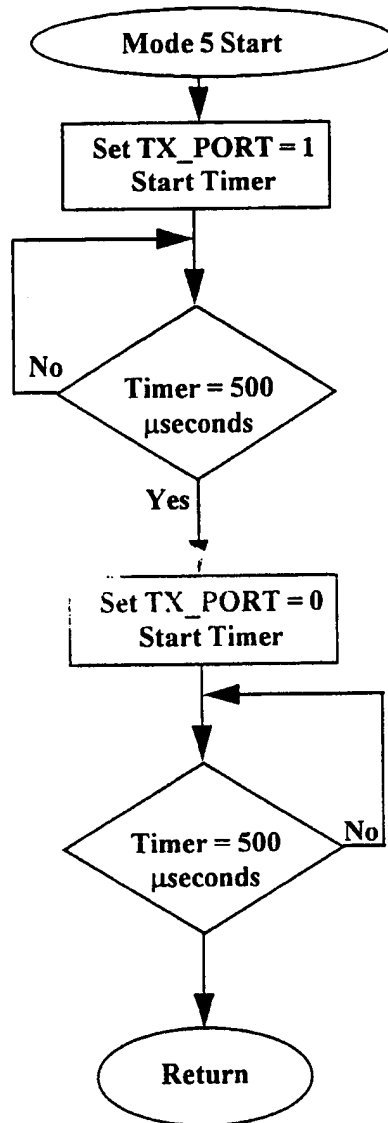 Mode 5 Start
Set TX_PORT = 1
Start Timer
No
Timer = 500
µseconds
Yes
Set TX_PORT = 0
Start Timer
Timer = 500
No
µseconds
Return